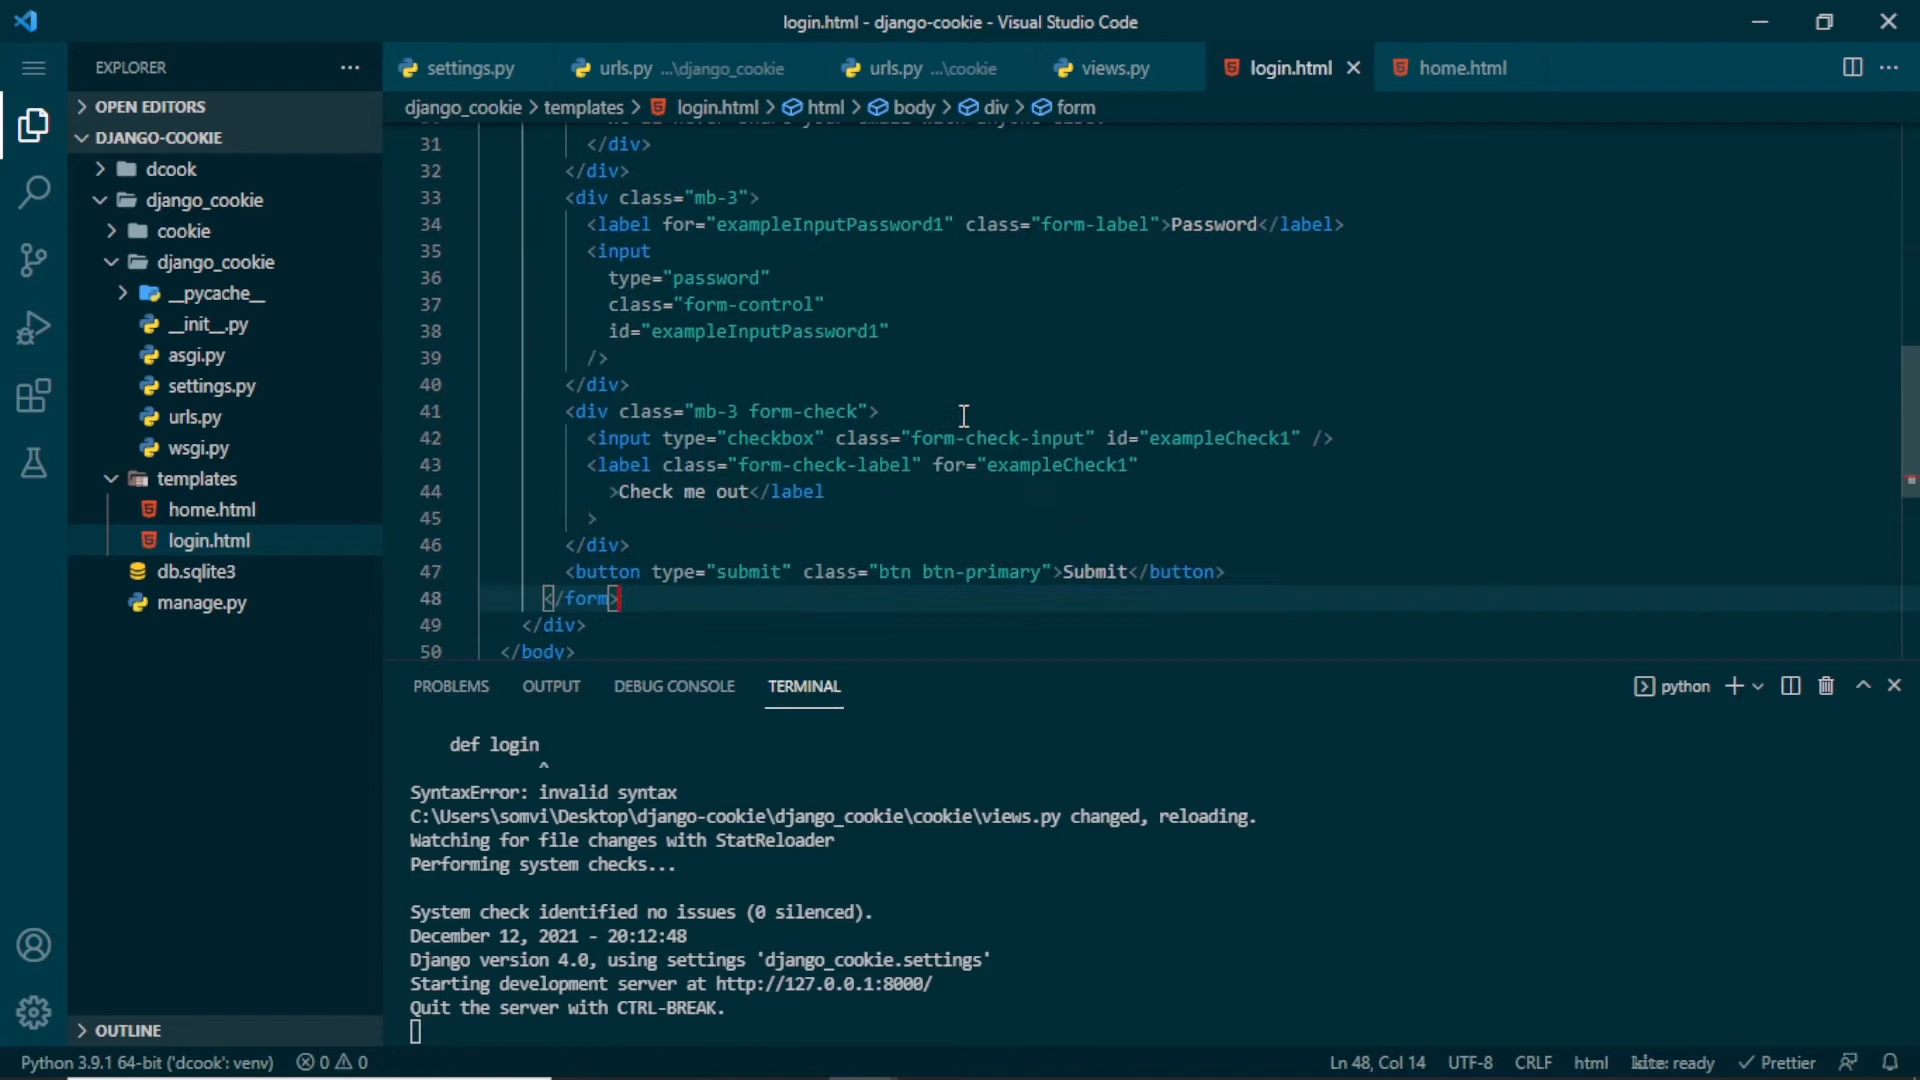 login.html - django-cookie - Visual Studio Code
EXPLORER
settings.py
urls.py ...\django_cookie
urls.py ...\cookie
views.py
login.html
home.html
OPEN EDITORS
DJANGO-COOKIE
dcook
django_cookie
cookie
django_cookie
__pycache__
__init__.py
asgi.py
settings.py
urls.py
wsgi.py
templates
home.html
login.html
db.sqlite3
manage.py
OUTLINE
django_cookie > templates > login.html > html > body > div > form
31 </div>
32 </div>
33 <div class="mb-3">
34 <label for="exampleInputPassword1" class="form-label">Password</label>
35 <input
36 type="password"
37 class="form-control"
38 id="exampleInputPassword1"
39 />
40 </div>
41 <div class="mb-3 form-check">
42 <input type="checkbox" class="form-check-input" id="exampleCheck1" />
43 <label class="form-check-label" for="exampleCheck1"
44 >Check me out</label
45 >
46 </div>
47 <button type="submit" class="btn btn-primary">Submit</button>
48 </form>
49 </div>
50 </body>
PROBLEMS OUTPUT DEBUG CONSOLE TERMINAL
python
def login
^
SyntaxError: invalid syntax
C:\Users\somvi\Desktop\django-cookie\django_cookie\cookie\views.py changed, reloading.
Watching for file changes with StatReloader
Performing system checks...
System check identified no issues (0 silenced).
December 12, 2021 - 20:12:48
Django version 4.0, using settings 'django_cookie.settings'
Starting development server at http://127.0.0.1:8000/
Quit the server with CTRL-BREAK.
Python 3.9.1 64-bit ('dcook': venv) 0 0 Ln 48, Col 14 UTF-8 CRLF html kite: ready Prettier